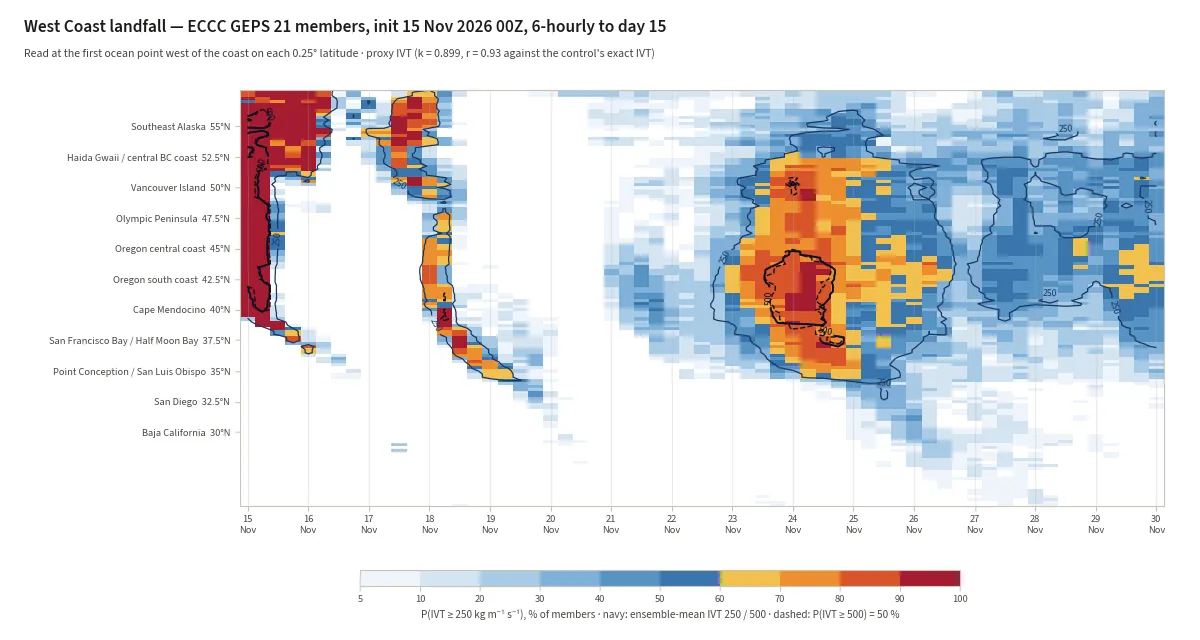 West Coast landfall — ECCC GEPS 21 members, init 15 Nov 2026 00Z, 6-hourly to day 15
Read at the first ocean point west of the coast on each 0.25° latitude · proxy IVT (k = 0.899, r = 0.93 against the control's exact IVT)
Southeast Alaska 55°N
Haida Gwaii / central BC coast 52.5°N
Vancouver Island 50°N
Olympic Peninsula 47.5°N
Oregon central coast 45°N
Oregon south coast 42.5°N
Cape Mendocino 40°N
San Francisco Bay / Half Moon Bay 37.5°N
Point Conception / San Luis Obispo 35°N
San Diego 32.5°N
Baja California 30°N
250
250
250
250
250
250
250
250
250
500
500
15 Nov
16 Nov
17 Nov
18 Nov
19 Nov
20 Nov
21 Nov
22 Nov
23 Nov
24 Nov
25 Nov
26 Nov
27 Nov
28 Nov
29 Nov
30 Nov
5 10 20 30 40 50 60 70 80 90 100
P(IVT ≥ 250 kg m⁻¹ s⁻¹), % of members · navy: ensemble-mean IVT 250 / 500 · dashed: P(IVT ≥ 500) = 50 %